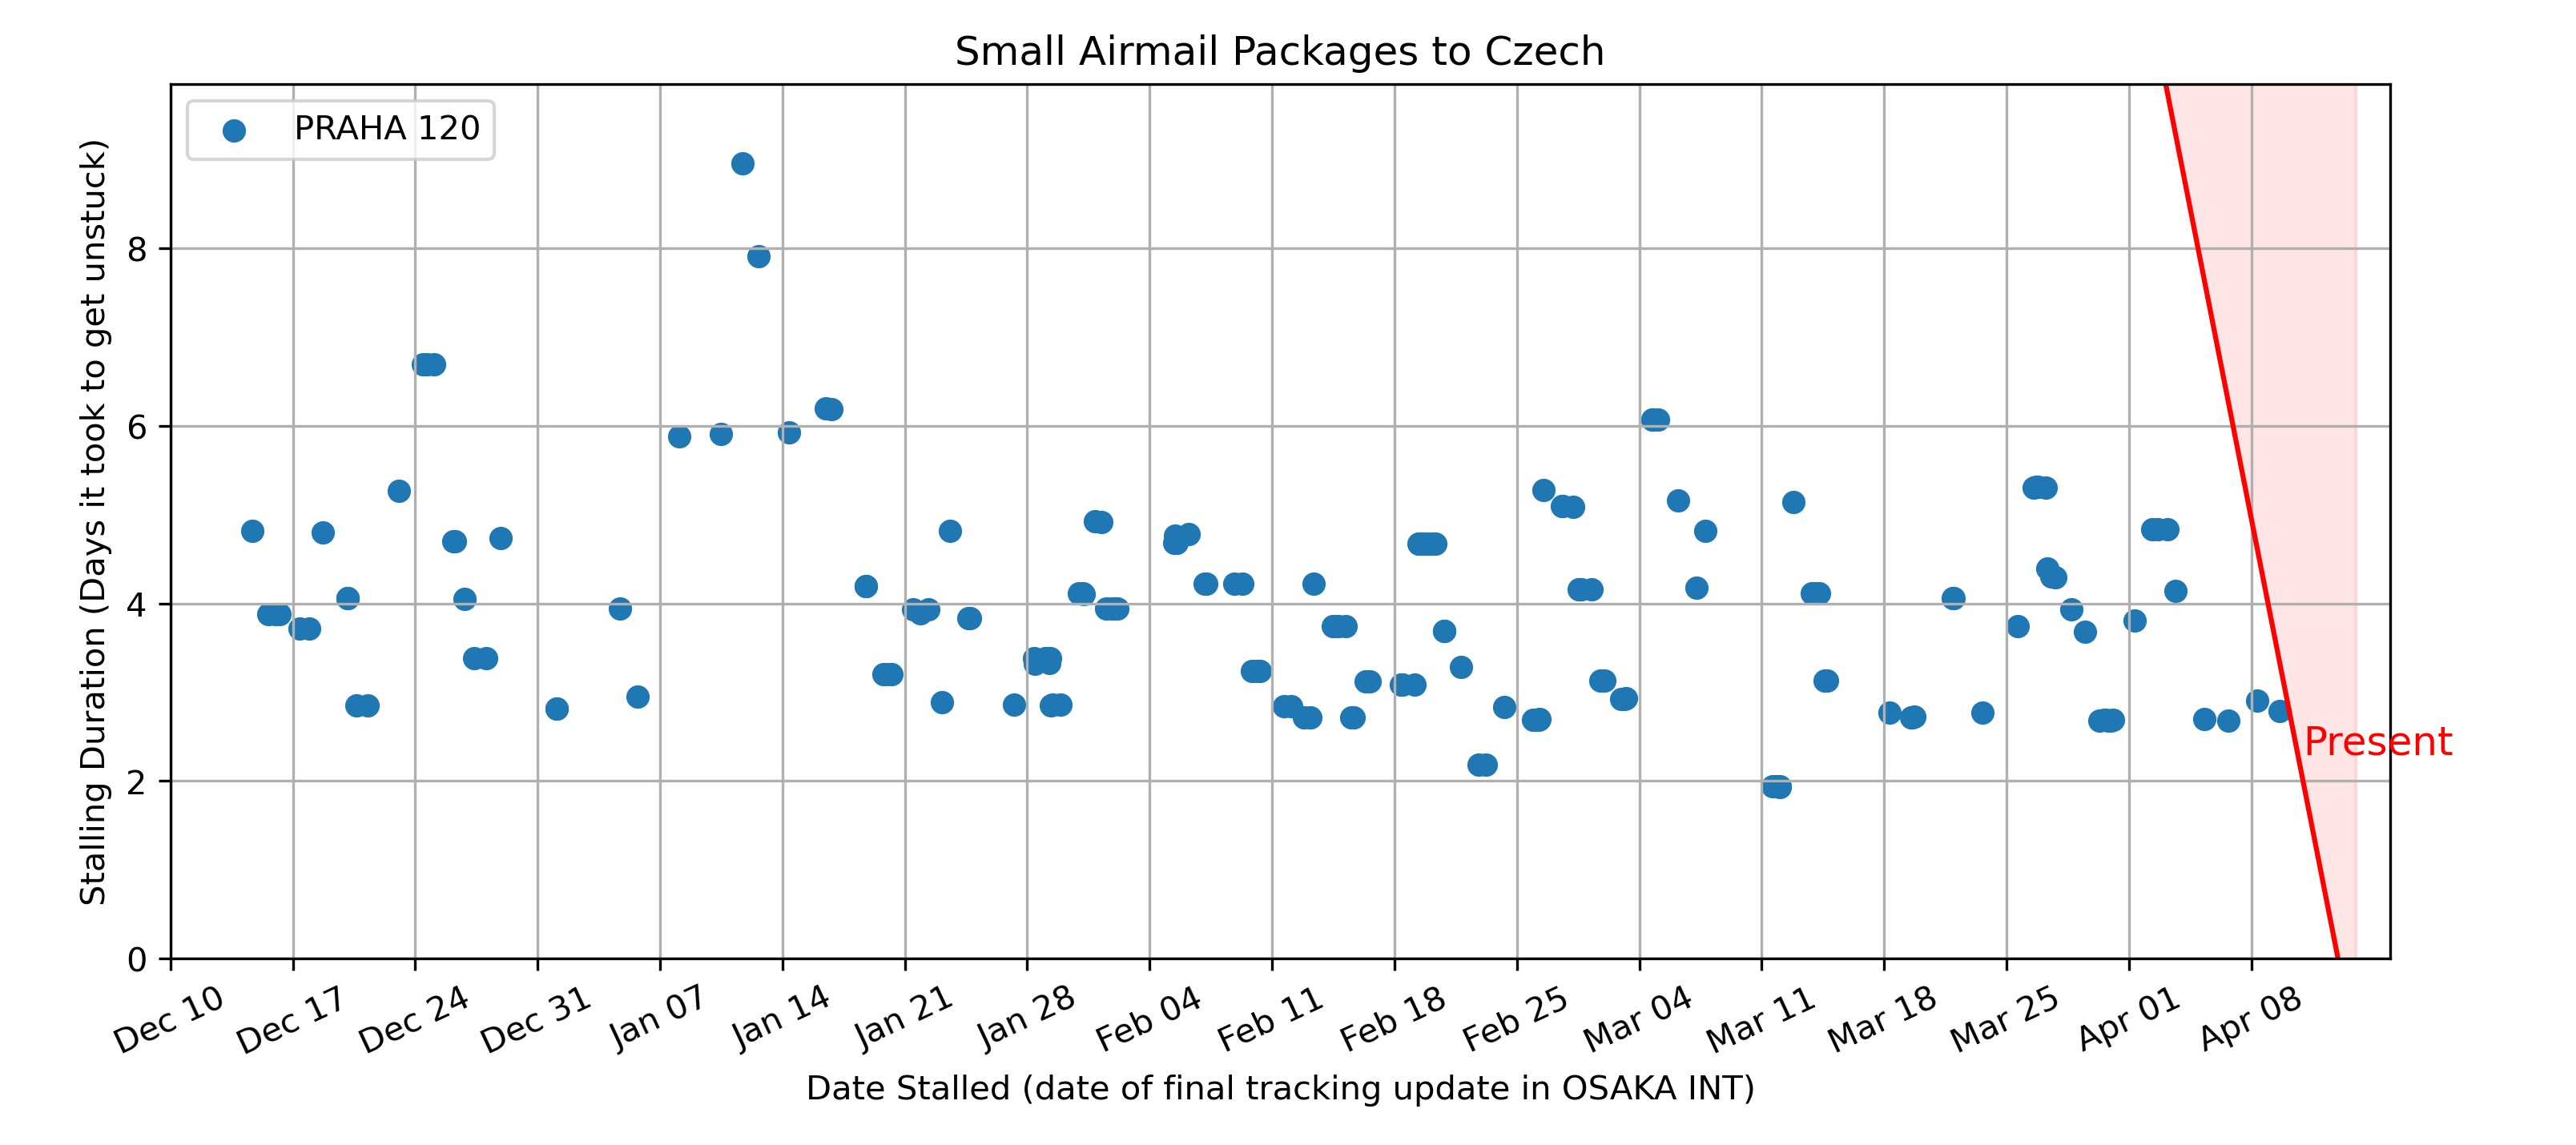 Small Airmail Packages to Czech
PRAHA 120
Stalling Duration (Days it took to get unstuck)
8
6
4
2
0
Present
Dec 10
Dec 17
Dec 24
Dec 31
Jan 07
Jan 14
Jan 21
Jan 28
Feb 04
Feb 11
Feb 18
Feb 25
Mar 04
Mar 11
Mar 18
Mar 25
Apr 01
Apr 08
Date Stalled (date of final tracking update in OSAKA INT)